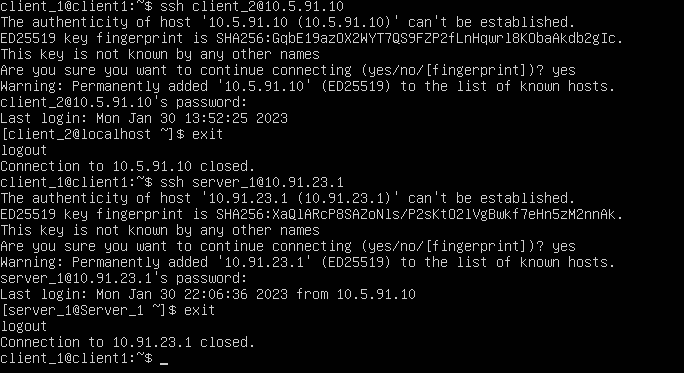 client_1@client1:~$ ssh client_2@10.5.91.10
The authenticity of host '10.5.91.10 (10.5.91.10)' can't be established.
ED25519 key fingerprint is SHA256:GqbE19azOX2WYT7QS9FZP2fLnHqwrl8KObaAkdb2gIc.
This key is not known by any other names
Are you sure you want to continue connecting (yes/no/[fingerprint])? yes
Warning: Permanently added '10.5.91.10' (ED25519) to the list of known hosts.
client_2@10.5.91.10's password:
Last login: Mon Jan 30 13:52:25 2023
[client_2@localhost ~]$ exit
logout
Connection to 10.5.91.10 closed.
client_1@client1:~$ ssh server_1@10.91.23.1
The authenticity of host '10.91.23.1 (10.91.23.1)' can't be established.
ED25519 key fingerprint is SHA256:XaQlARcP8SAZoNls/P2sKtO2lVgBwkf7eHn5zM2nnAk.
This key is not known by any other names
Are you sure you want to continue connecting (yes/no/[fingerprint])? yes
Warning: Permanently added '10.91.23.1' (ED25519) to the list of known hosts.
server_1@10.91.23.1's password:
Last login: Mon Jan 30 22:06:36 2023 from 10.5.91.10
[server_1@Server_1 ~]$ exit
logout
Connection to 10.91.23.1 closed.
client_1@client1:~$ _